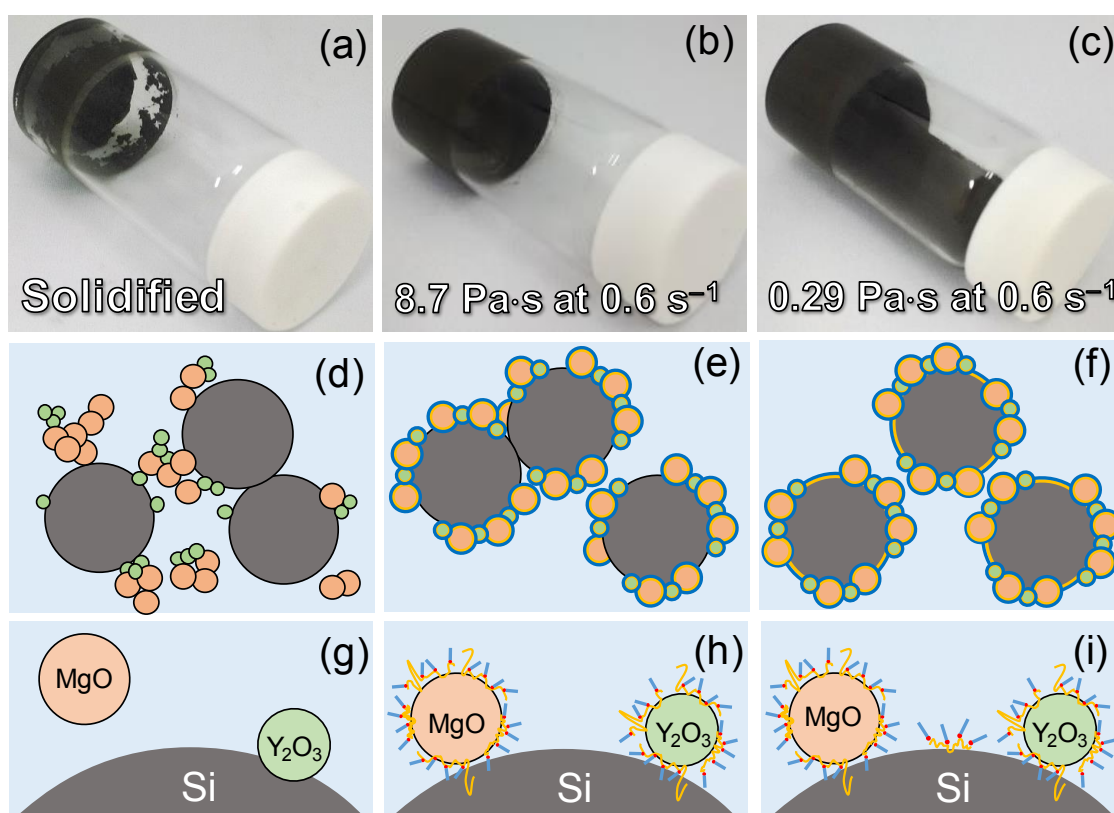 (a)
(b)
(c)
Solidified
8.7 Pa·s at 0.6 s⁻¹
0.29 Pa·s at 0.6 s⁻¹
(d)
(e)
(f)
(g)
(h)
(i)
MgO
Y₂O₃
Si
MgO
Y₂O₃
Si
MgO
Y₂O₃
Si